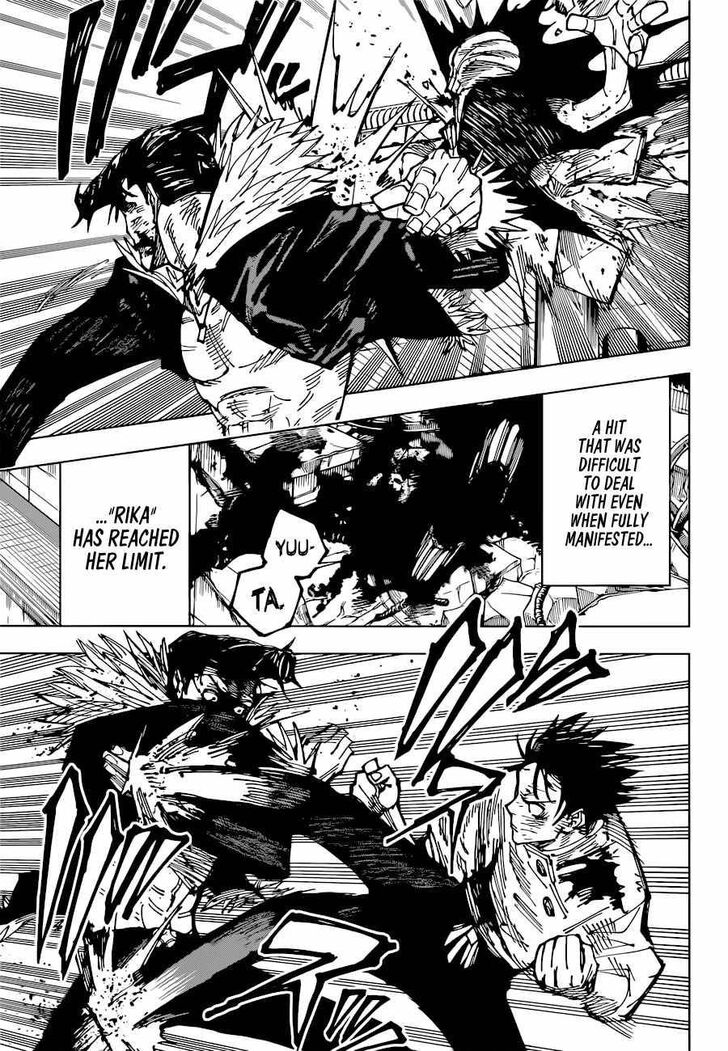 A HIT
THAT WAS
DIFFICULT
TO DEAL
WITH EVEN
WHEN FULLY
MANIFESTED...
YUU-
TA.
..."RIKA"
HAS REACHED
HER LIMIT.